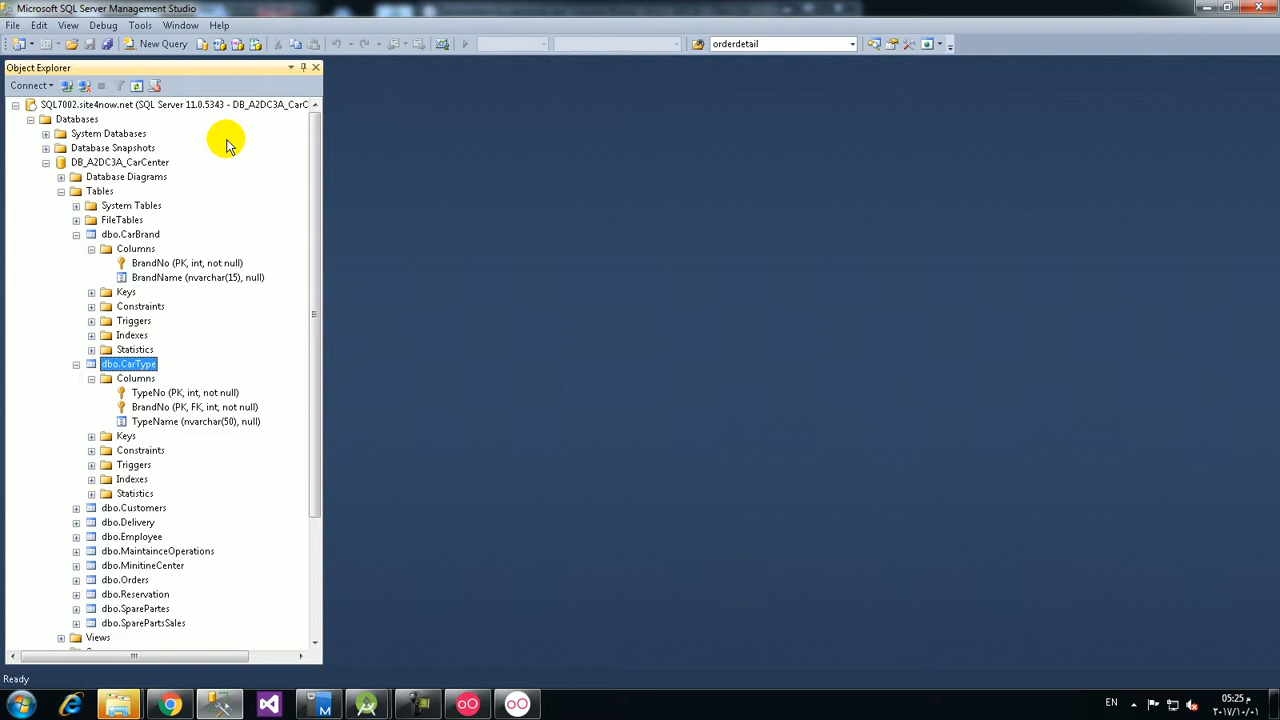 Microsoft SQL Server Management Studio
File Edit View Debug Tools Window Help
New Query orderdetail
Object Explorer
Connect
SQL7002.site4now.net (SQL Server 11.0.5343 - DB_A2DC3A_CarC
Databases
System Databases
Database Snapshots
DB_A2DC3A_CarCenter
Database Diagrams
Tables
System Tables
FileTables
dbo.CarBrand
Columns
BrandNo (PK, int, not null)
BrandName (nvarchar(15), null)
Keys
Constraints
Triggers
Indexes
Statistics
dbo.CarType
Columns
TypeNo (PK, int, not null)
BrandNo (PK, FK, int, not null)
TypeName (nvarchar(50), null)
Keys
Constraints
Triggers
Indexes
Statistics
dbo.Customers
dbo.Delivery
dbo.Employee
dbo.MaintainceOperations
dbo.MinitineCenter
dbo.Orders
dbo.Reservation
dbo.SparePartes
dbo.SparePartsSales
Views
Ready
EN
05:25 م
٢٠١٧/١٠/٠١